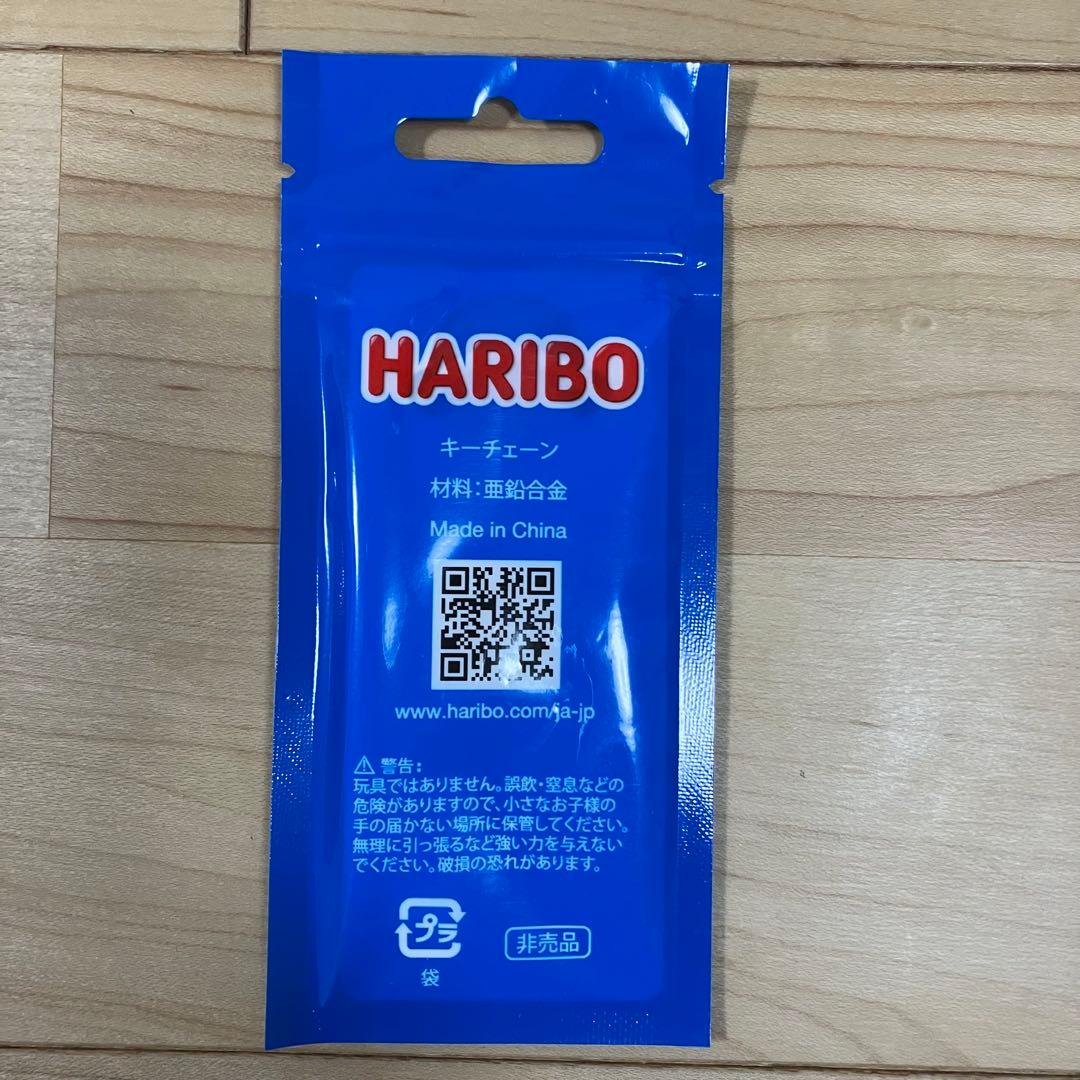 HARIBO
キーチェーン
材料:亜鉛合金
Made in China
www.haribo.com/ja-jp
⚠ 警告:
玩具ではありません。誤飲・窒息などの
危険がありますので、小さなお子様の
手の届かない場所に保管してください。
無理に引っ張るなど強い力を与えない
でください。破損の恐れがあります。
プラ
非売品
袋